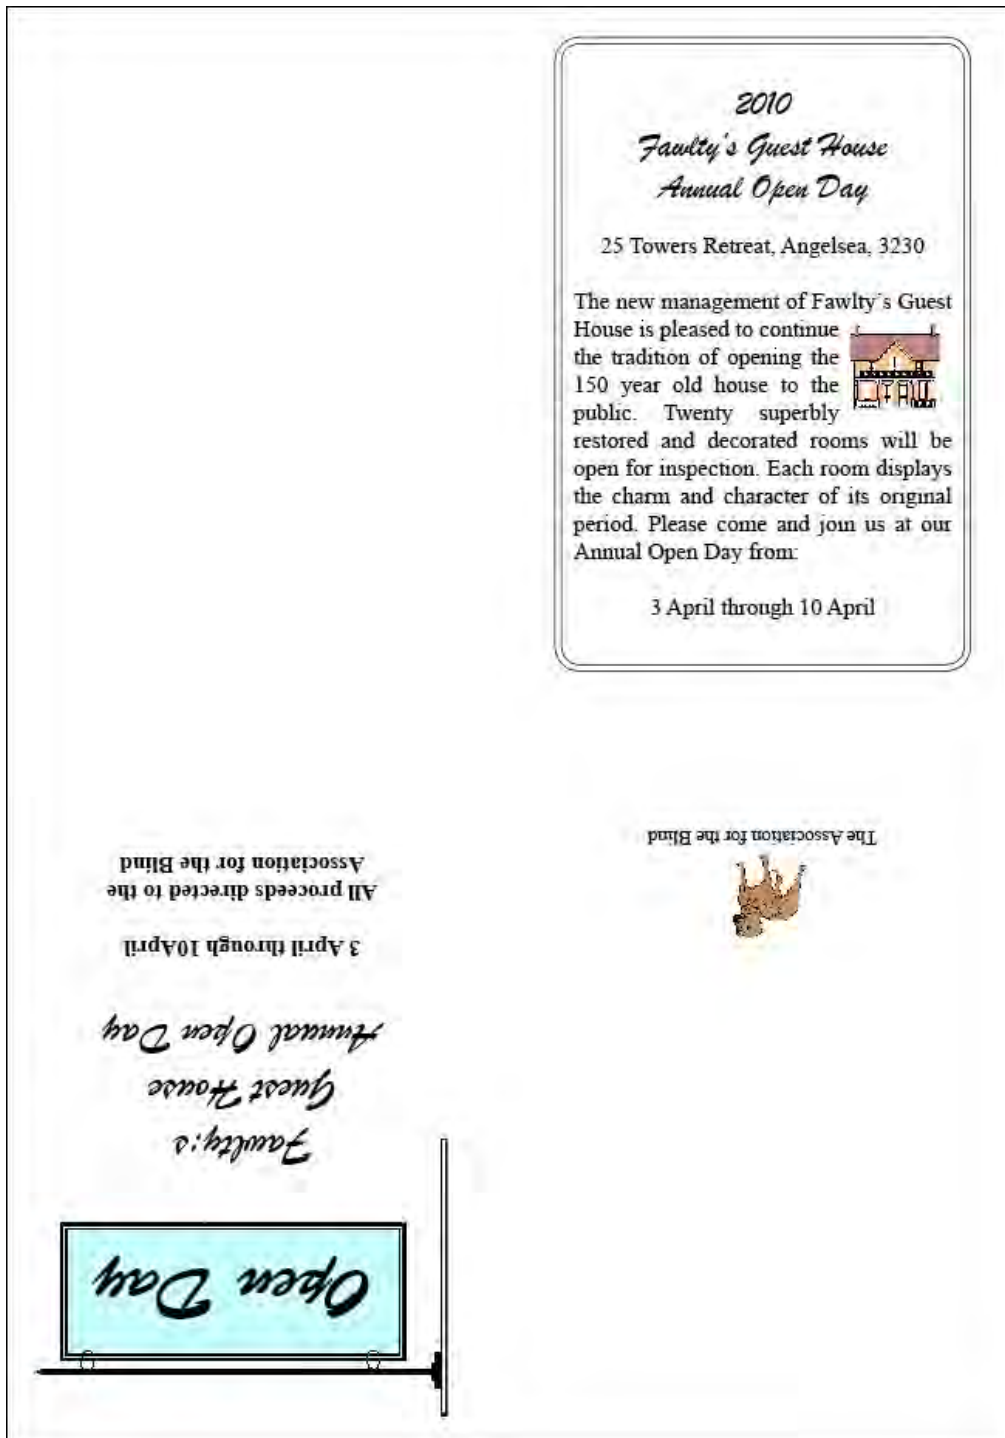 2010
Fawlty's Guest House
Annual Open Day
25 Towers Retreat, Angelsea, 3230
The new management of Fawlty's Guest
House is pleased to continue
the tradition of opening the
150 year old house to the
public. Twenty superbly
restored and decorated rooms will be
open for inspection. Each room displays
the charm and character of its original
period. Please come and join us at our
Annual Open Day from:
3 April through 10 April
The Association for the Blind
Open Day
Fawlty:s
Guest House
Annual Open Day
3 April through 10April
All proceeds directed to the
Association for the Blind